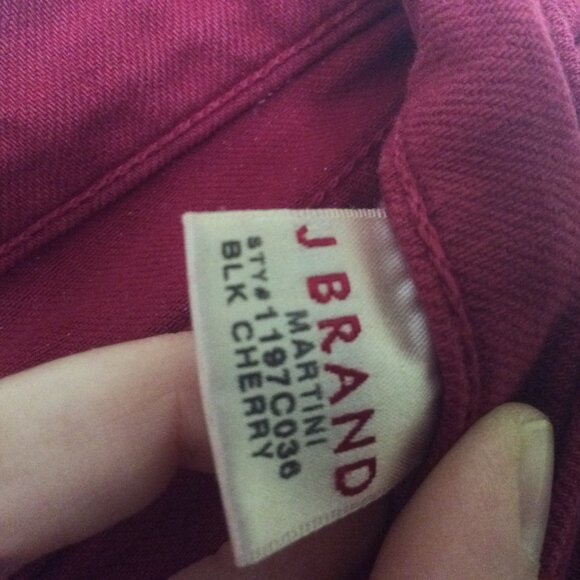 J BRAND
MARTINI
STY# 1197C036
BLK CHERRY